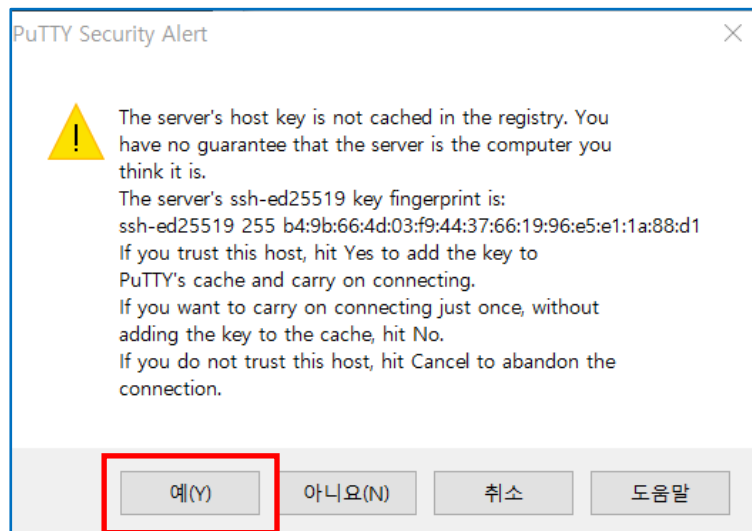 PuTTY Security Alert
The server's host key is not cached in the registry. You
have no guarantee that the server is the computer you
think it is.
The server's ssh-ed25519 key fingerprint is:
ssh-ed25519 255 b4:9b:66:4d:03:f9:44:37:66:19:96:e5:e1:1a:88:d1
If you trust this host, hit Yes to add the key to
PuTTY's cache and carry on connecting.
If you want to carry on connecting just once, without
adding the key to the cache, hit No.
If you do not trust this host, hit Cancel to abandon the
connection.
예(Y) 아니요(N) 취소 도움말